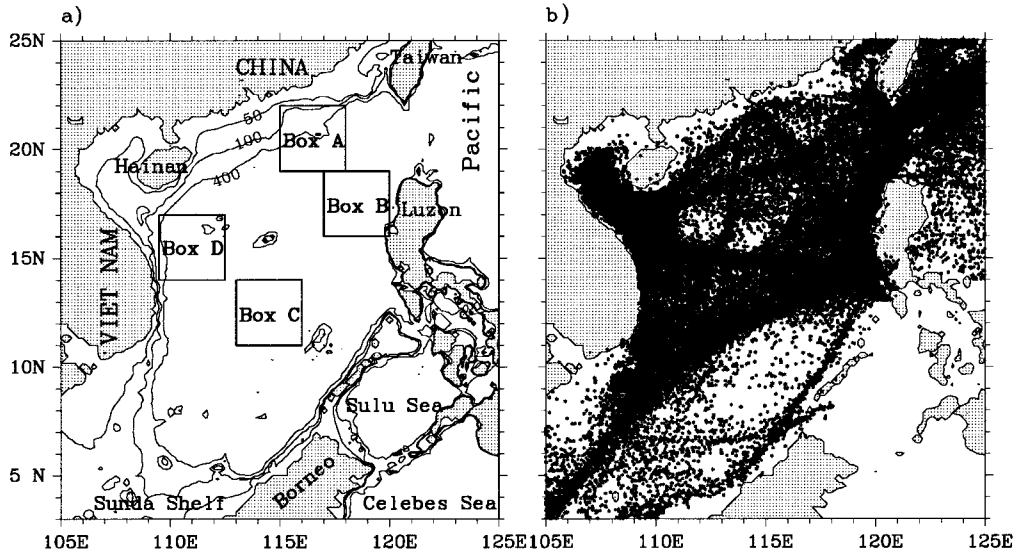 a)
b)
25N
20N
15N
10N
5 N
105E
110E
115E
120E
125E
CHINA
Taiwan
Pacific
50
100
400
Box A
Hainan
Box B
Luzon
Box D
VIET NAM
Box C
Sulu Sea
Borneo
Sunda Shelf
Celebes Sea
105E
110E
115E
120E
125E